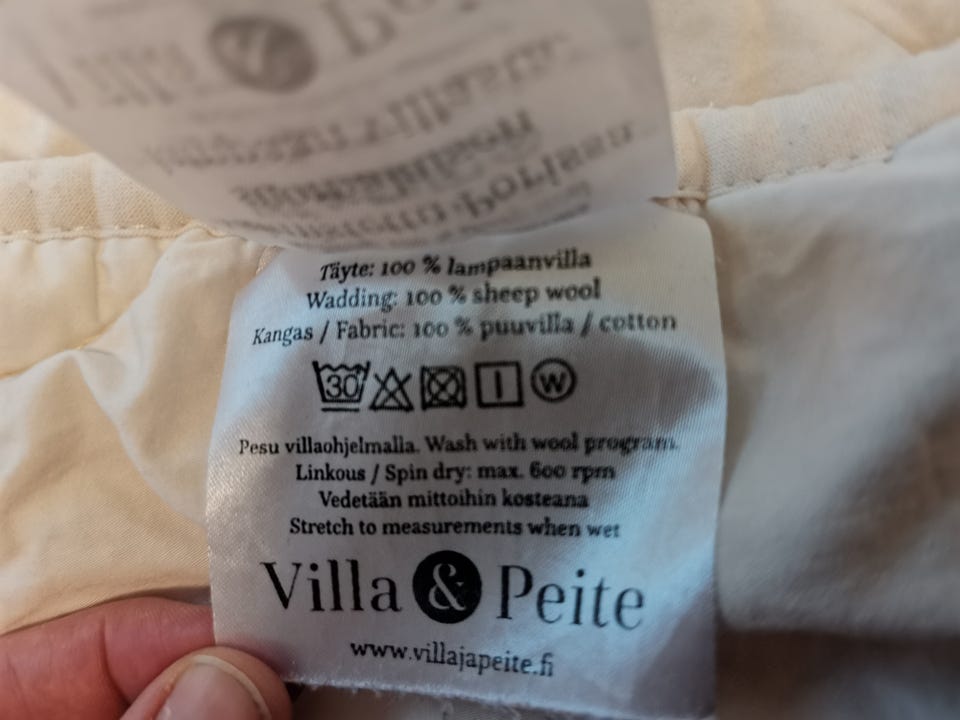 Täyte: 100 % lampaanvilla
Wadding: 100 % sheep wool
Kangas / Fabric: 100 % puuvilla / cotton
30 W
Pesu villaohjelmalla. Wash with wool program.
Linkous / Spin dry: max. 600 rpm
Vedetään mittoihin kosteana
Stretch to measurements when wet
Villa & Peite
www.villajapeite.fi